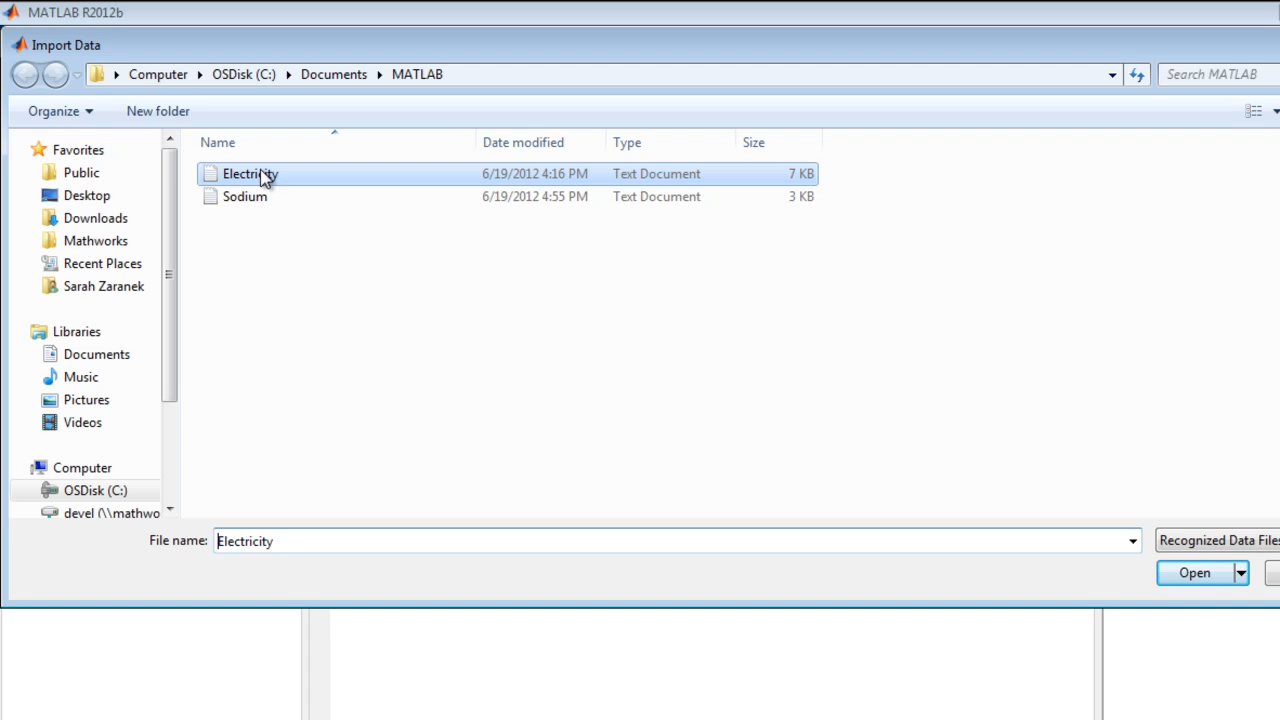 MATLAB R2012b
Import Data
Computer OSDisk (C:) Documents MATLAB
Search MATLAB
Organize New folder
Name Date modified Type Size
Favorites
Public
Desktop
Downloads
Mathworks
Recent Places
Sarah Zaranek
Libraries
Documents
Music
Pictures
Videos
Computer
OSDisk (C:)
devel (\\mathwo
Electricity 6/19/2012 4:16 PM Text Document 7 KB
Sodium 6/19/2012 4:55 PM Text Document 3 KB
File name: Electricity
Recognized Data Files
Open